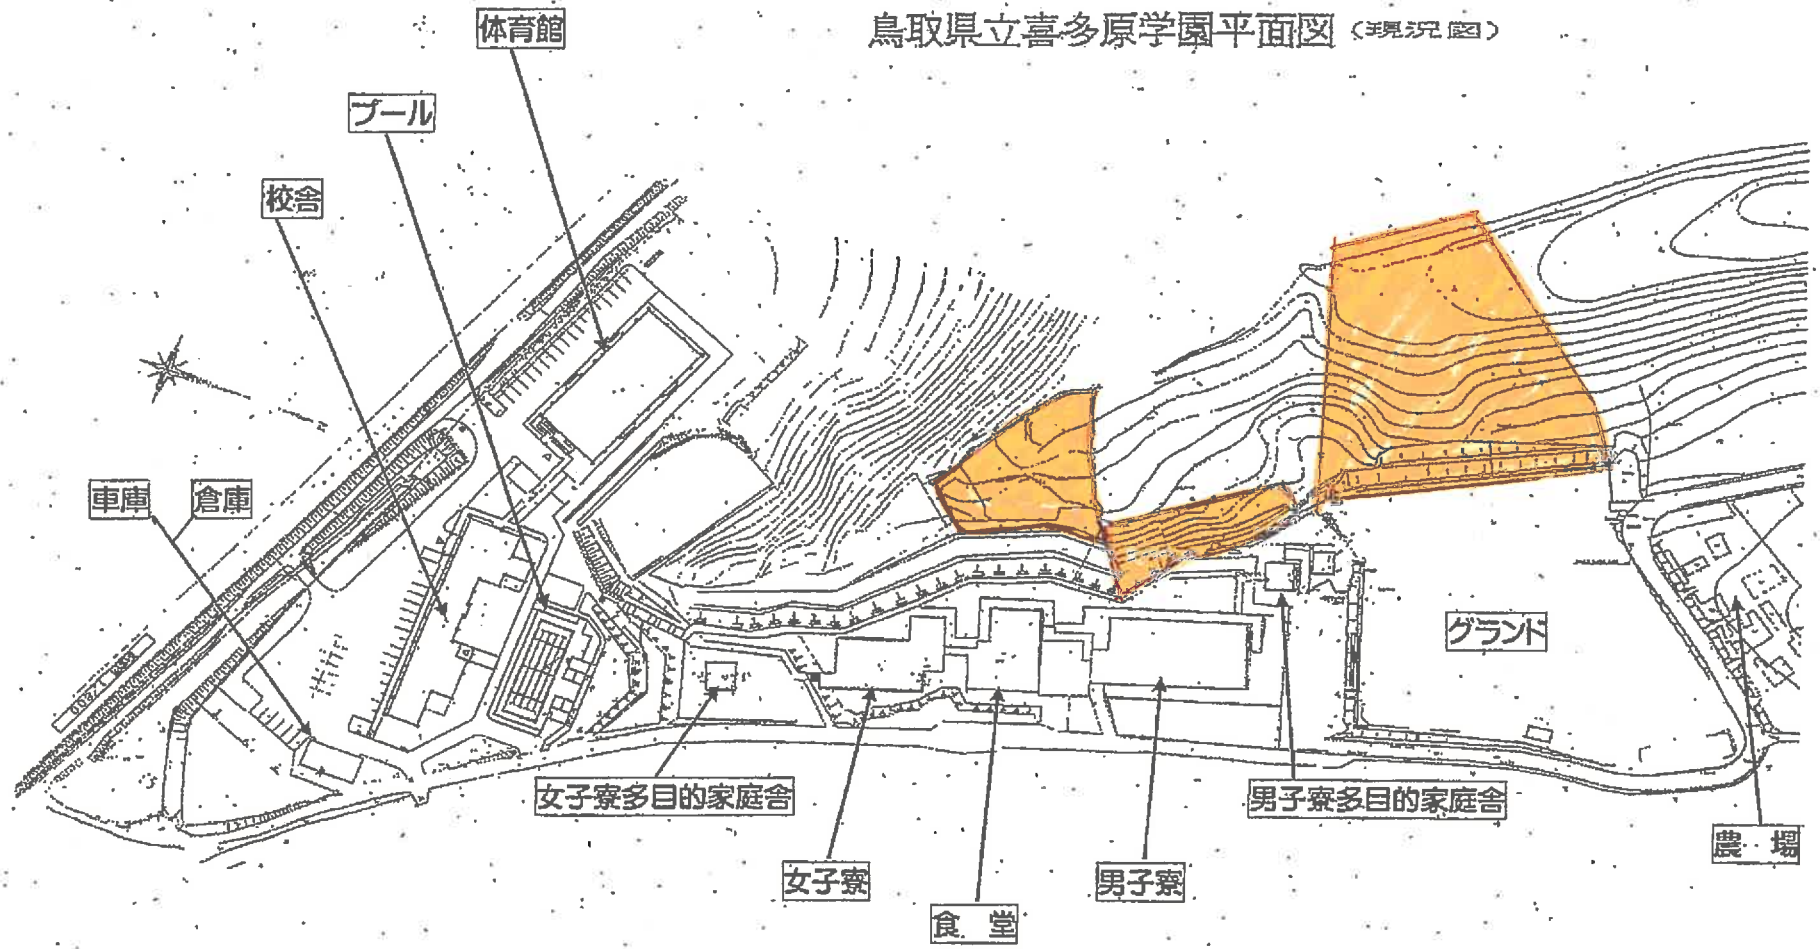 鳥取県立喜多原学園平面図(現況図)
体育館
プール
校舎
車庫
倉庫
グランド
女子寮多目的家庭舎
男子寮多目的家庭舎
農場
女子寮
男子寮
食堂